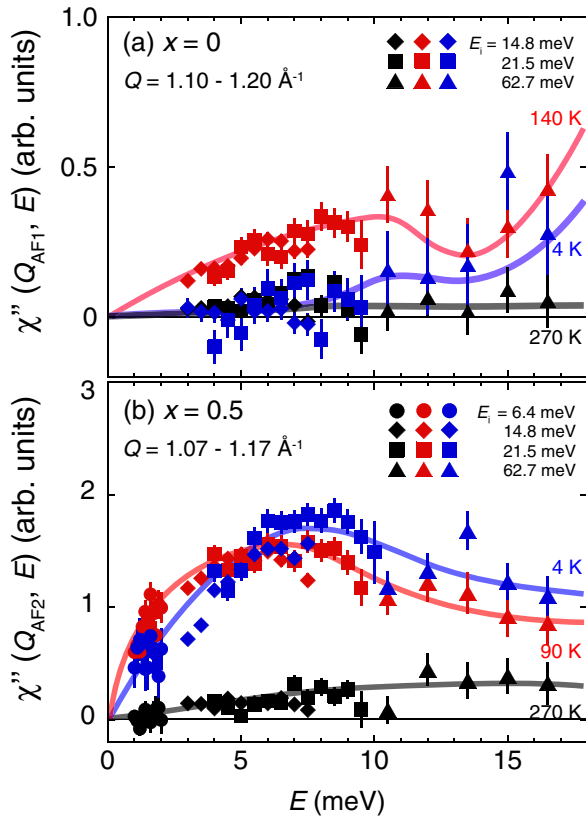 1.0
(a) x = 0
Q = 1.10 - 1.20 Å⁻¹
Eᵢ = 14.8 meV
21.5 meV
62.7 meV
140 K
0.5
4 K
0
270 K
χ'' (Q_AF1, E) (arb. units)
3
(b) x = 0.5
Q = 1.07 - 1.17 Å⁻¹
Eᵢ = 6.4 meV
14.8 meV
21.5 meV
62.7 meV
2
4 K
1
90 K
270 K
0
χ'' (Q_AF2, E) (arb. units)
0 5 10 15
E (meV)